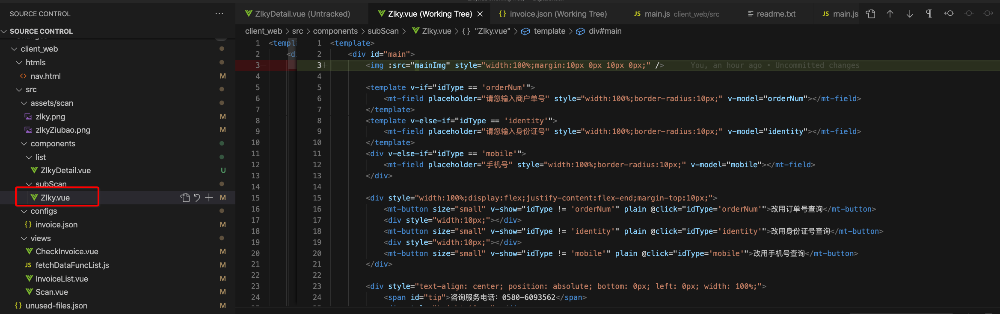 SOURCE CONTROL
SOURCE CONTROL
Changes
client_web
htmls
nav.html M
src
assets/scan
zlky.png M
zlkyZiubao.png M
components
list
ZlkyDetail.vue U
subScan
Zlky.vue M
configs
invoice.json M
views
CheckInvoice.vue M
JS fetchDataFuncList.js M
InvoiceList.vue M
Scan.vue M
{} unused-files.json M
ZlkyDetail.vue (Untracked) Zlky.vue (Working Tree) {} invoice.json (Working Tree) JS main.js client_web/src readme.txt JS main.js
client_web > src > components > subScan > Zlky.vue > {} "Zlky.vue" > template > div#main
1 <templ 1 <template>
2 <d 2 <div id="main">
3— 3+ <img :src="mainImg" style="width:100%;margin:10px 0px 10px 0px;" /> You, an hour ago • Uncommitted changes
4 4
5 5 <template v-if="idType == 'orderNum'">
6 6 <mt-field placeholder="请您输入商户单号" style="width:100%;border-radius:10px;" v-model="orderNum"></mt-field>
7 7 </template>
8 8 <template v-else-if="idType == 'identity'">
9 9 <mt-field placeholder="请您输入身份证号" style="width:100%;border-radius:10px;" v-model="identity"></mt-field>
10 10 </template>
11 11 <div v-else-if="idType == 'mobile'">
12 12 <mt-field placeholder="手机号" style="width:100%;border-radius:10px;" v-model="mobile"></mt-field>
13 13 </div>
14 14
15 15 <div style="width:100%;display:flex;justify-content:flex-end;margin-top:10px;">
16 16 <mt-button size="small" v-show="idType != 'orderNum'" plain @click="idType='orderNum'">改用订单号查询</mt-button>
17 17 <div style="width:10px;"></div>
18 18 <mt-button size="small" v-show="idType != 'identity'" plain @click="idType='identity'">改用身份证号查询</mt-button>
19 19 <div style="width:10px;"></div>
20 20 <mt-button size="small" v-show="idType != 'mobile'" plain @click="idType='mobile'">改用手机号查询</mt-button>
21 21 </div>
22 22
23 23 <div style="text-align: center; position: absolute; bottom: 0px; left: 0px; width: 100%;">
24 24 <span id="tip">咨询服务电话: 0580-6093562</span>